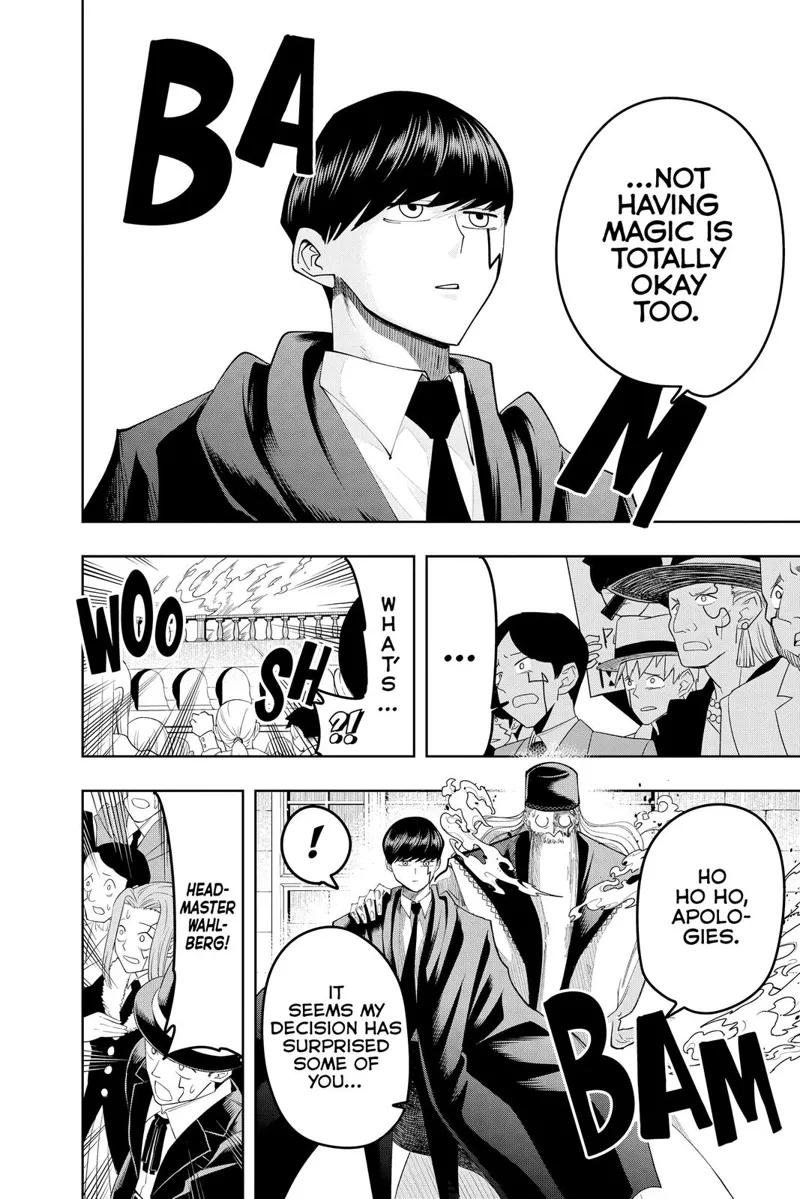 BA
M
...NOT
HAVING
MAGIC IS
TOTALLY
OKAY
TOO.
...
WHAT'S...
?!
WOO
SH
HO
HO HO,
APOLO-
GIES.
!
IT
SEEMS MY
DECISION HAS
SURPRISED
SOME OF
YOU...
BAM
HEAD-
MASTER
WAHL-
BERG!